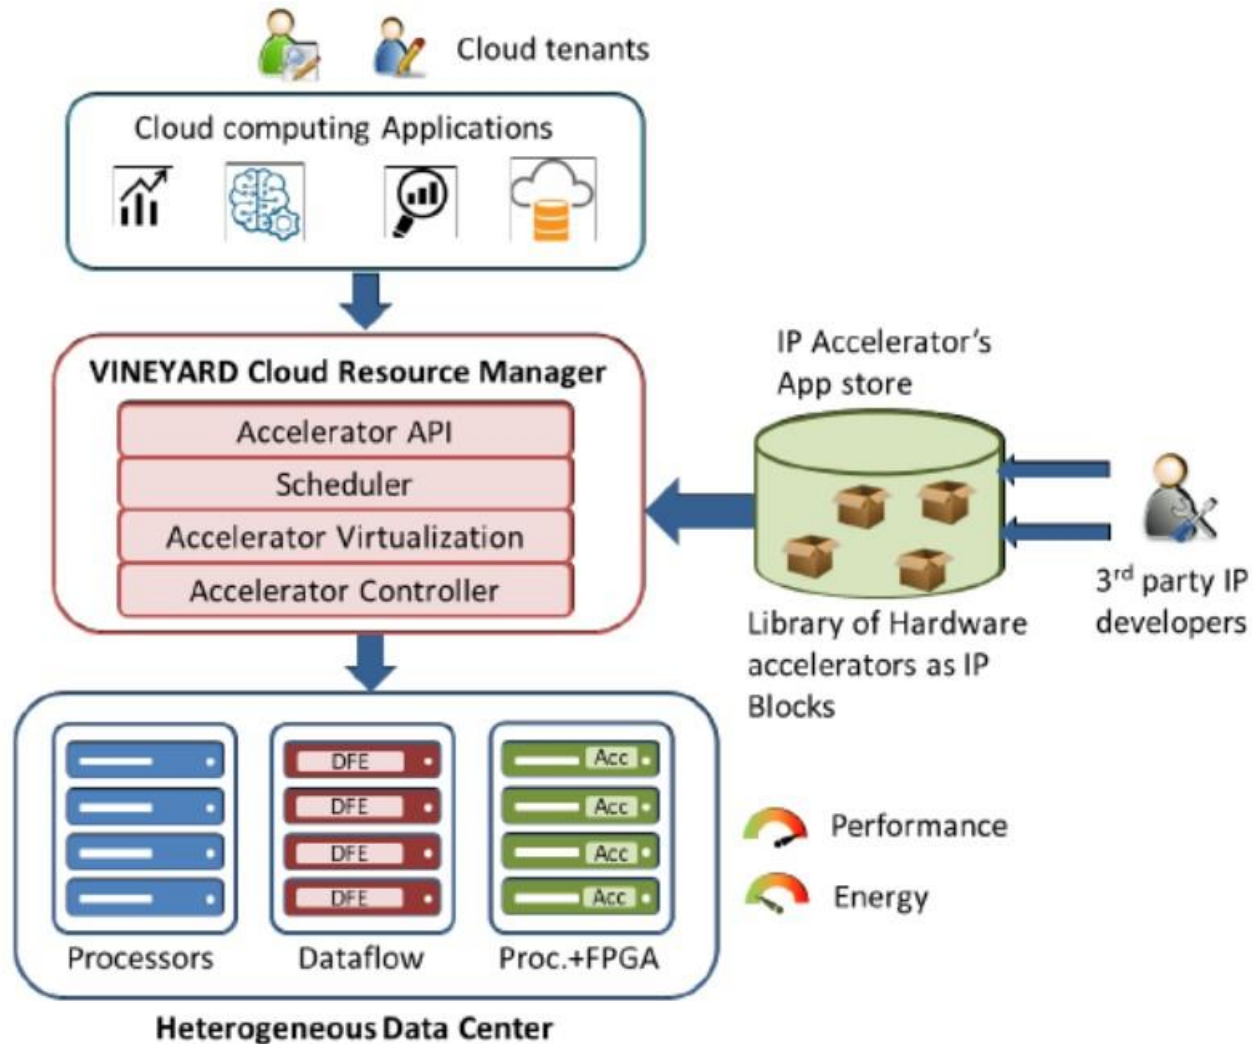 Cloud tenants
Cloud computing Applications
VINEYARD Cloud Resource Manager
Accelerator API
Scheduler
Accelerator Virtualization
Accelerator Controller
IP Accelerator's
App store
Library of Hardware
accelerators as IP
Blocks
3rd party IP
developers
DFE
DFE
DFE
DFE
Acc
Acc
Acc
Acc
Processors
Dataflow
Proc.+FPGA
Performance
Energy
Heterogeneous Data Center